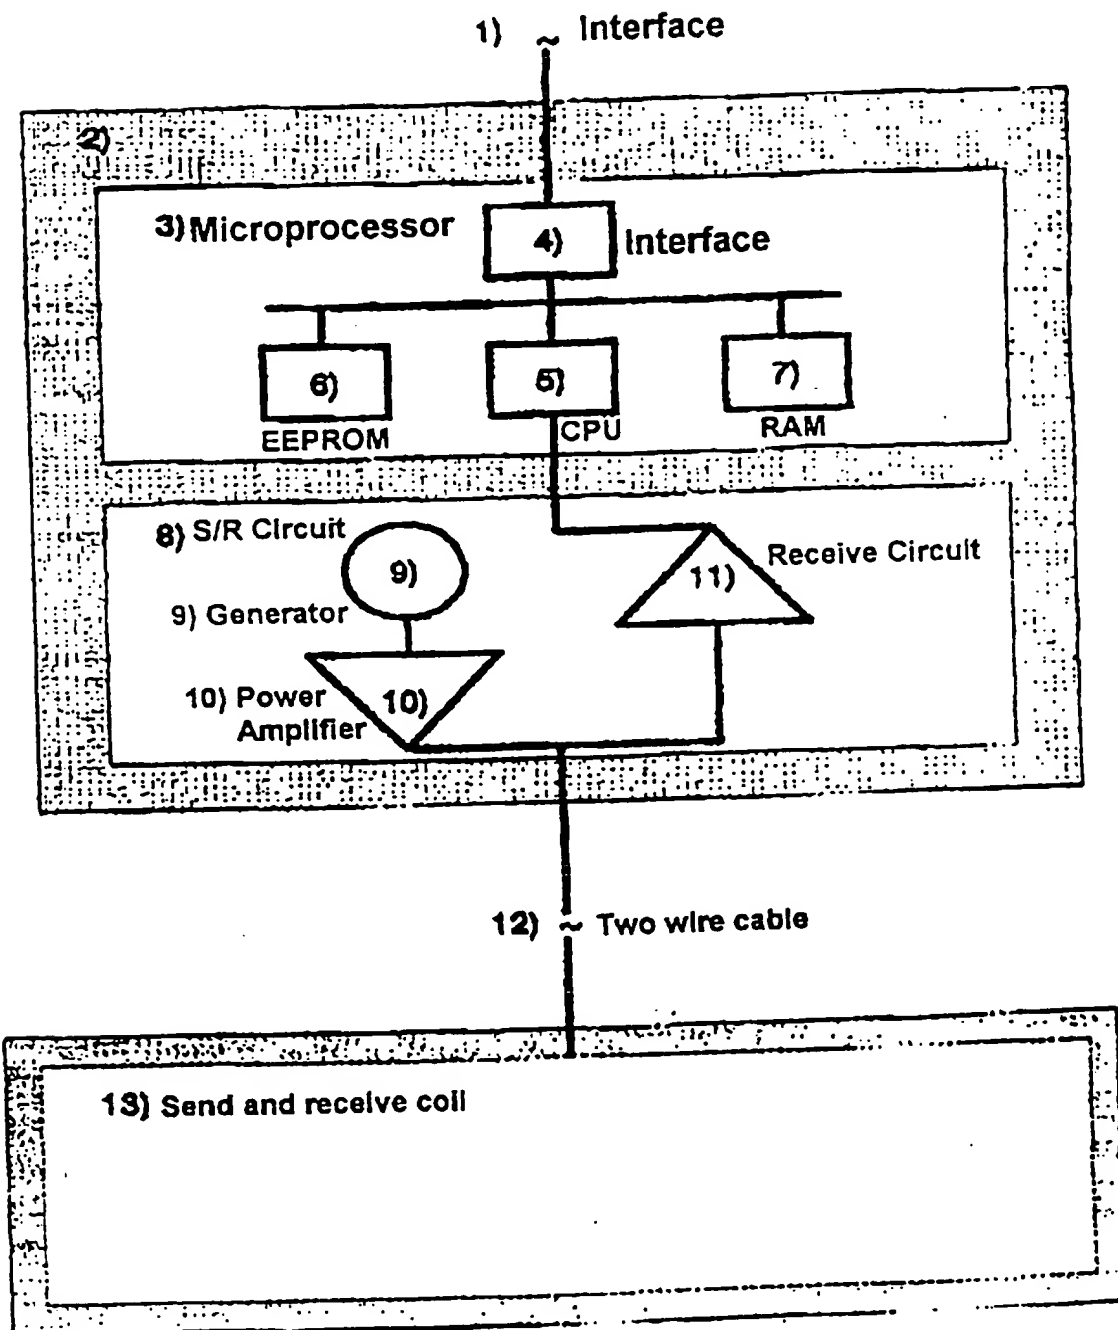 1) ~ Interface
2)
3) Microprocessor
4) Interface
6) 5) 7)
EEPROM CPU RAM
8) S/R Circuit
9)
11) Receive Circuit
9) Generator
10) Power
Amplifier
10)
12) ~ Two wire cable
13) Send and receive coil